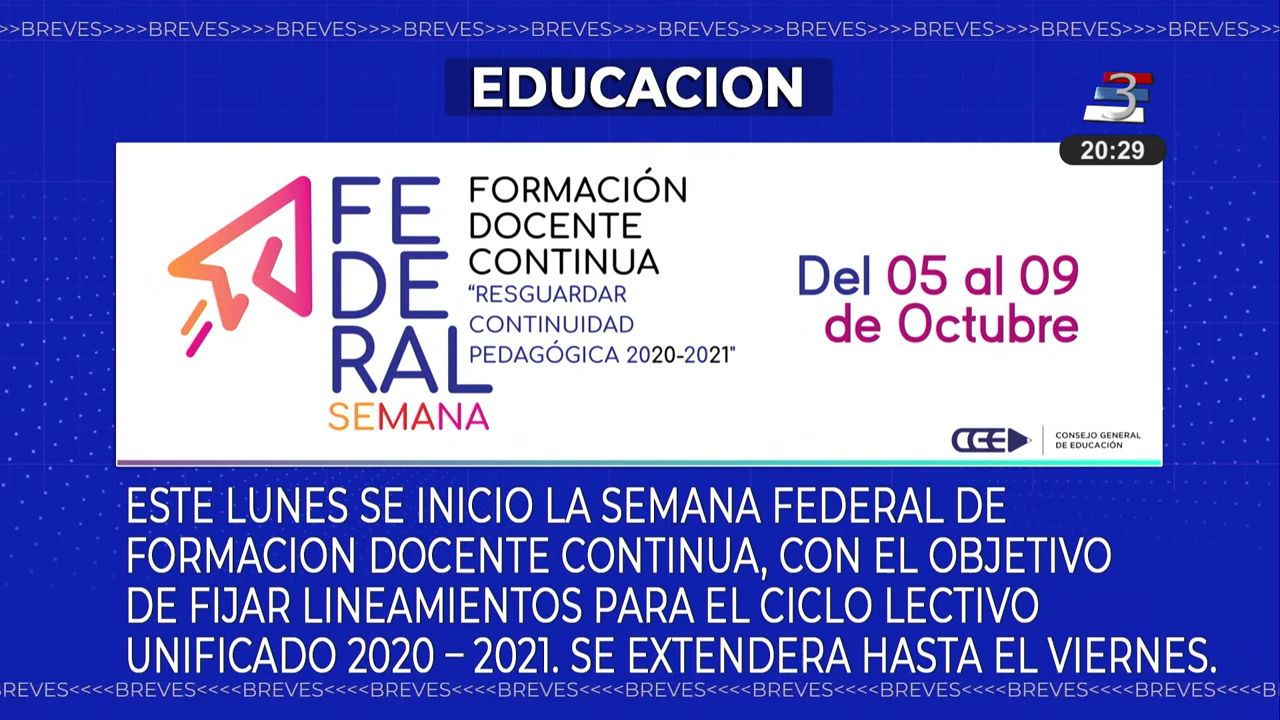 >>BREVES>>>>BREVES>>>>BREVES>>>>BREVES>>>>BREVES>>>>BREVES>>>>BREVES>>>>BREVES>>>>BREVES>>>>BREVES>>
EDUCACION
3
20:29
FE
DE
RAL
SEMANA
FORMACIÓN
DOCENTE
CONTINUA
“RESGUARDAR
CONTINUIDAD
PEDAGÓGICA 2020-2021"
Del 05 al 09
de Octubre
CGE
CONSEJO GENERAL
DE EDUCACIÓN
ESTE LUNES SE INICIO LA SEMANA FEDERAL DE
FORMACION DOCENTE CONTINUA, CON EL OBJETIVO
DE FIJAR LINEAMIENTOS PARA EL CICLO LECTIVO
UNIFICADO 2020 – 2021. SE EXTENDERA HASTA EL VIERNES.
BREVES<<<<BREVES<<<<BREVES<<<<BREVES<<<<BREVES<<<<BREVES<<<<BREVES<<<<BREVES<<<<BREVES<<<<BREVES<<<<